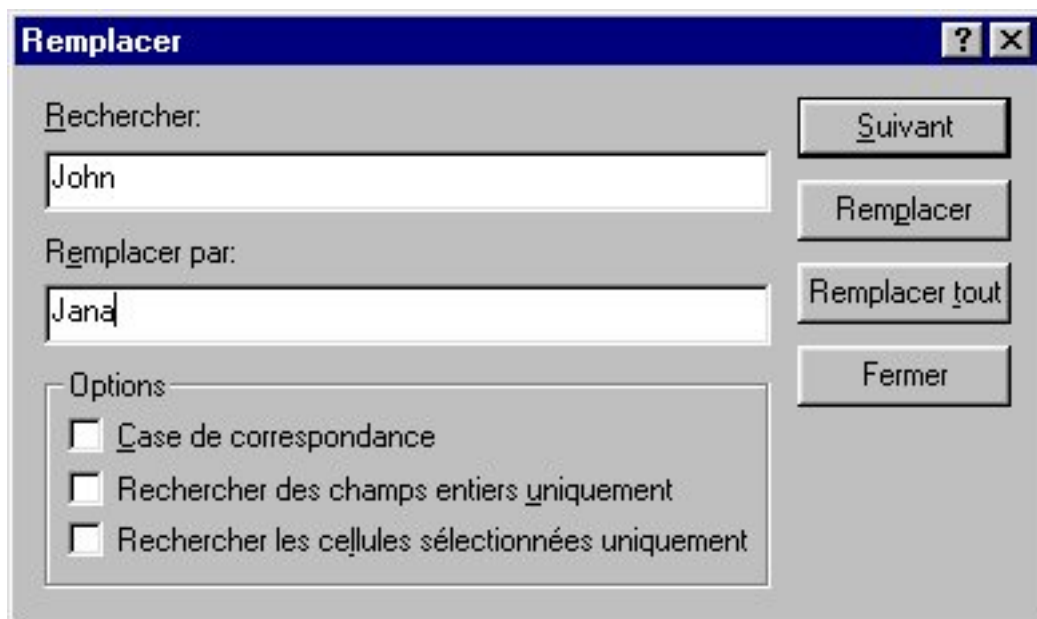 Remplacer
Rechercher:
John
Remplacer par:
Jana
Options
Case de correspondance
Rechercher des champs entiers uniquement
Rechercher les cellules sélectionnées uniquement
Suivant
Remplacer
Remplacer tout
Fermer